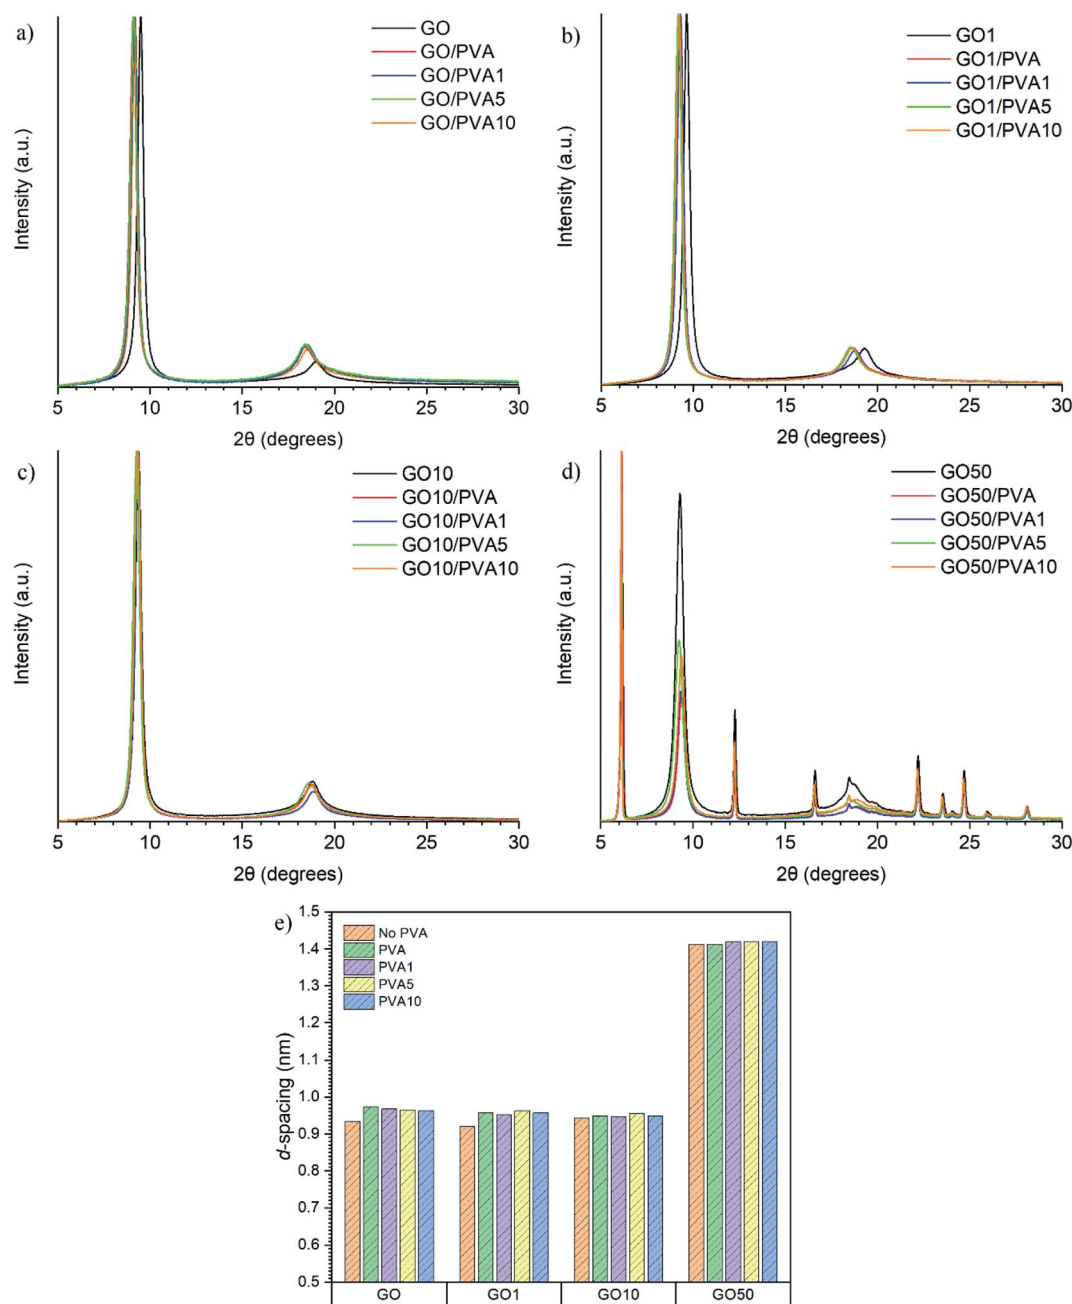 a)
GO
GO/PVA
GO/PVA1
GO/PVA5
GO/PVA10
Intensity (a.u.)
5 10 15 20 25 30
2θ (degrees)
b)
GO1
GO1/PVA
GO1/PVA1
GO1/PVA5
GO1/PVA10
Intensity (a.u.)
5 10 15 20 25 30
2θ (degrees)
c)
GO10
GO10/PVA
GO10/PVA1
GO10/PVA5
GO10/PVA10
Intensity (a.u.)
5 10 15 20 25 30
2θ (degrees)
d)
GO50
GO50/PVA
GO50/PVA1
GO50/PVA5
GO50/PVA10
Intensity (a.u.)
5 10 15 20 25 30
2θ (degrees)
e)
No PVA
PVA
PVA1
PVA5
PVA10
d-spacing (nm)
1.5
1.4
1.3
1.2
1.1
1.0
0.9
0.8
0.7
0.6
0.5
GO GO1 GO10 GO50